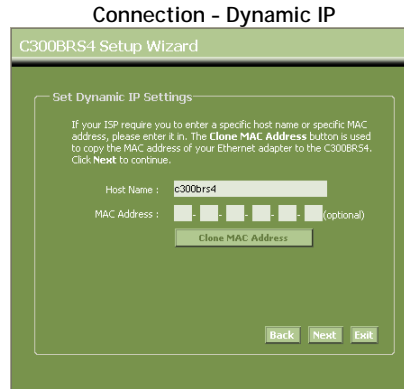 Connection - Dynamic IP
C300BRS4 Setup Wizard
Set Dynamic IP Settings
If your ISP require you to enter a specific host name or specific MAC
address, please enter it in. The Clone MAC Address button is used
to copy the MAC address of your Ethernet adapter to the C300BRS4.
Click Next to continue.
Host Name : c300brs4
MAC Address : - - - - - (optional)
Clone MAC Address
Back Next Exit